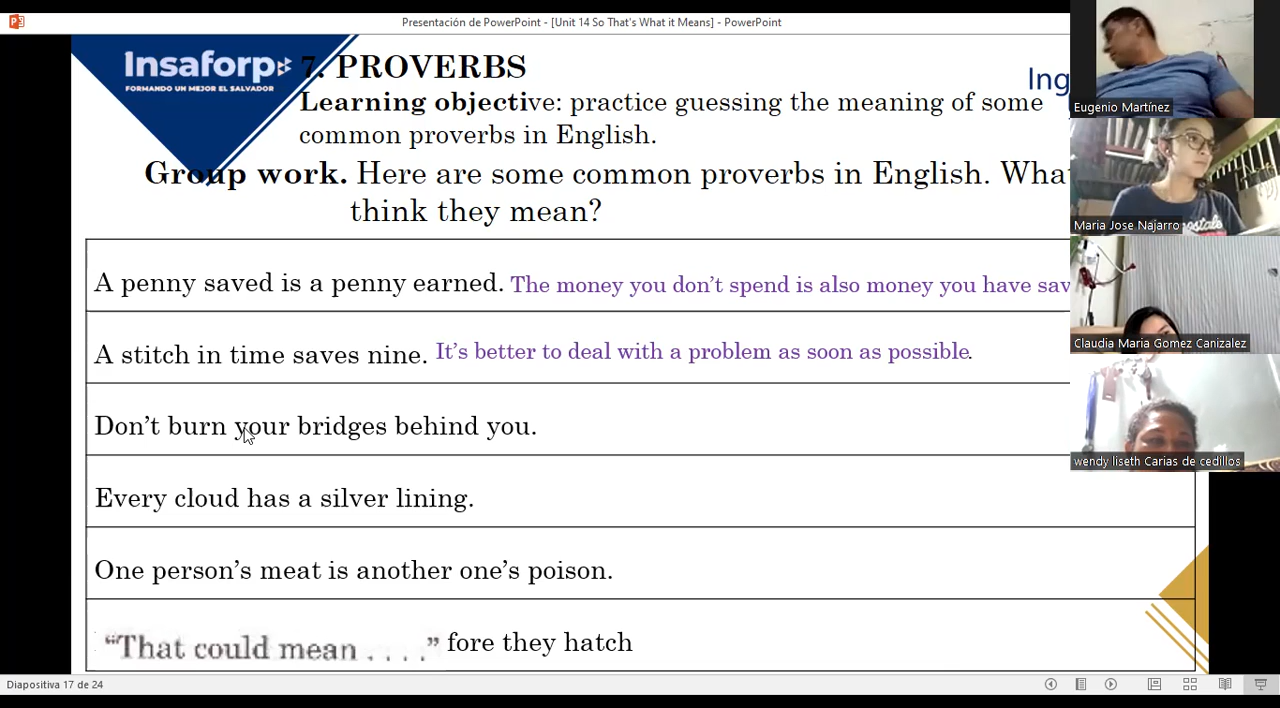 Presentación de PowerPoint - [Unit 14 So That's What it Means] - PowerPoint
Insaforp
FORMANDO UN MEJOR EL SALVADOR
7. PROVERBS
Ing
Learning objective: practice guessing the meaning of some
common proverbs in English.
Group work. Here are some common proverbs in English. What
think they mean?
A penny saved is a penny earned. The money you don't spend is also money you have sav
A stitch in time saves nine. It's better to deal with a problem as soon as possible.
Don't burn your bridges behind you.
Every cloud has a silver lining.
One person's meat is another one's poison.
"That could mean . . . ." fore they hatch
Diapositiva 17 de 24
Eugenio Martínez
Maria Jose Najarro
Claudia Maria Gomez Canizalez
wendy liseth Carias de cedillos